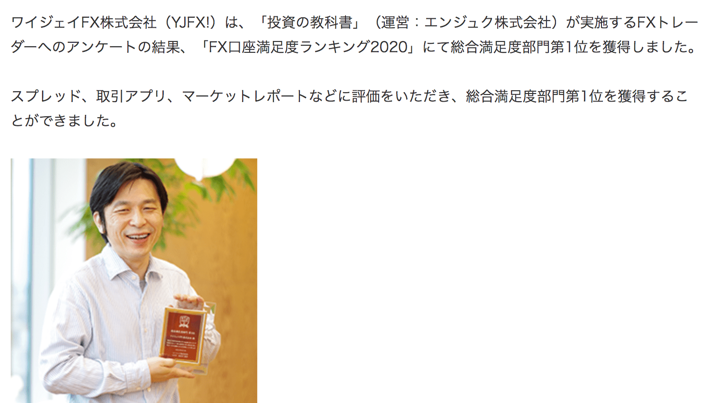 ワイジェイFX株式会社（YJFX!）は、「投資の教科書」（運営：エンジュク株式会社）が実施するFXトレー
ダーへのアンケートの結果、「FX口座満足度ランキング2020」にて総合満足度部門第1位を獲得しました。
スプレッド、取引アプリ、マーケットレポートなどに評価をいただき、総合満足度部門第1位を獲得するこ
とができました。